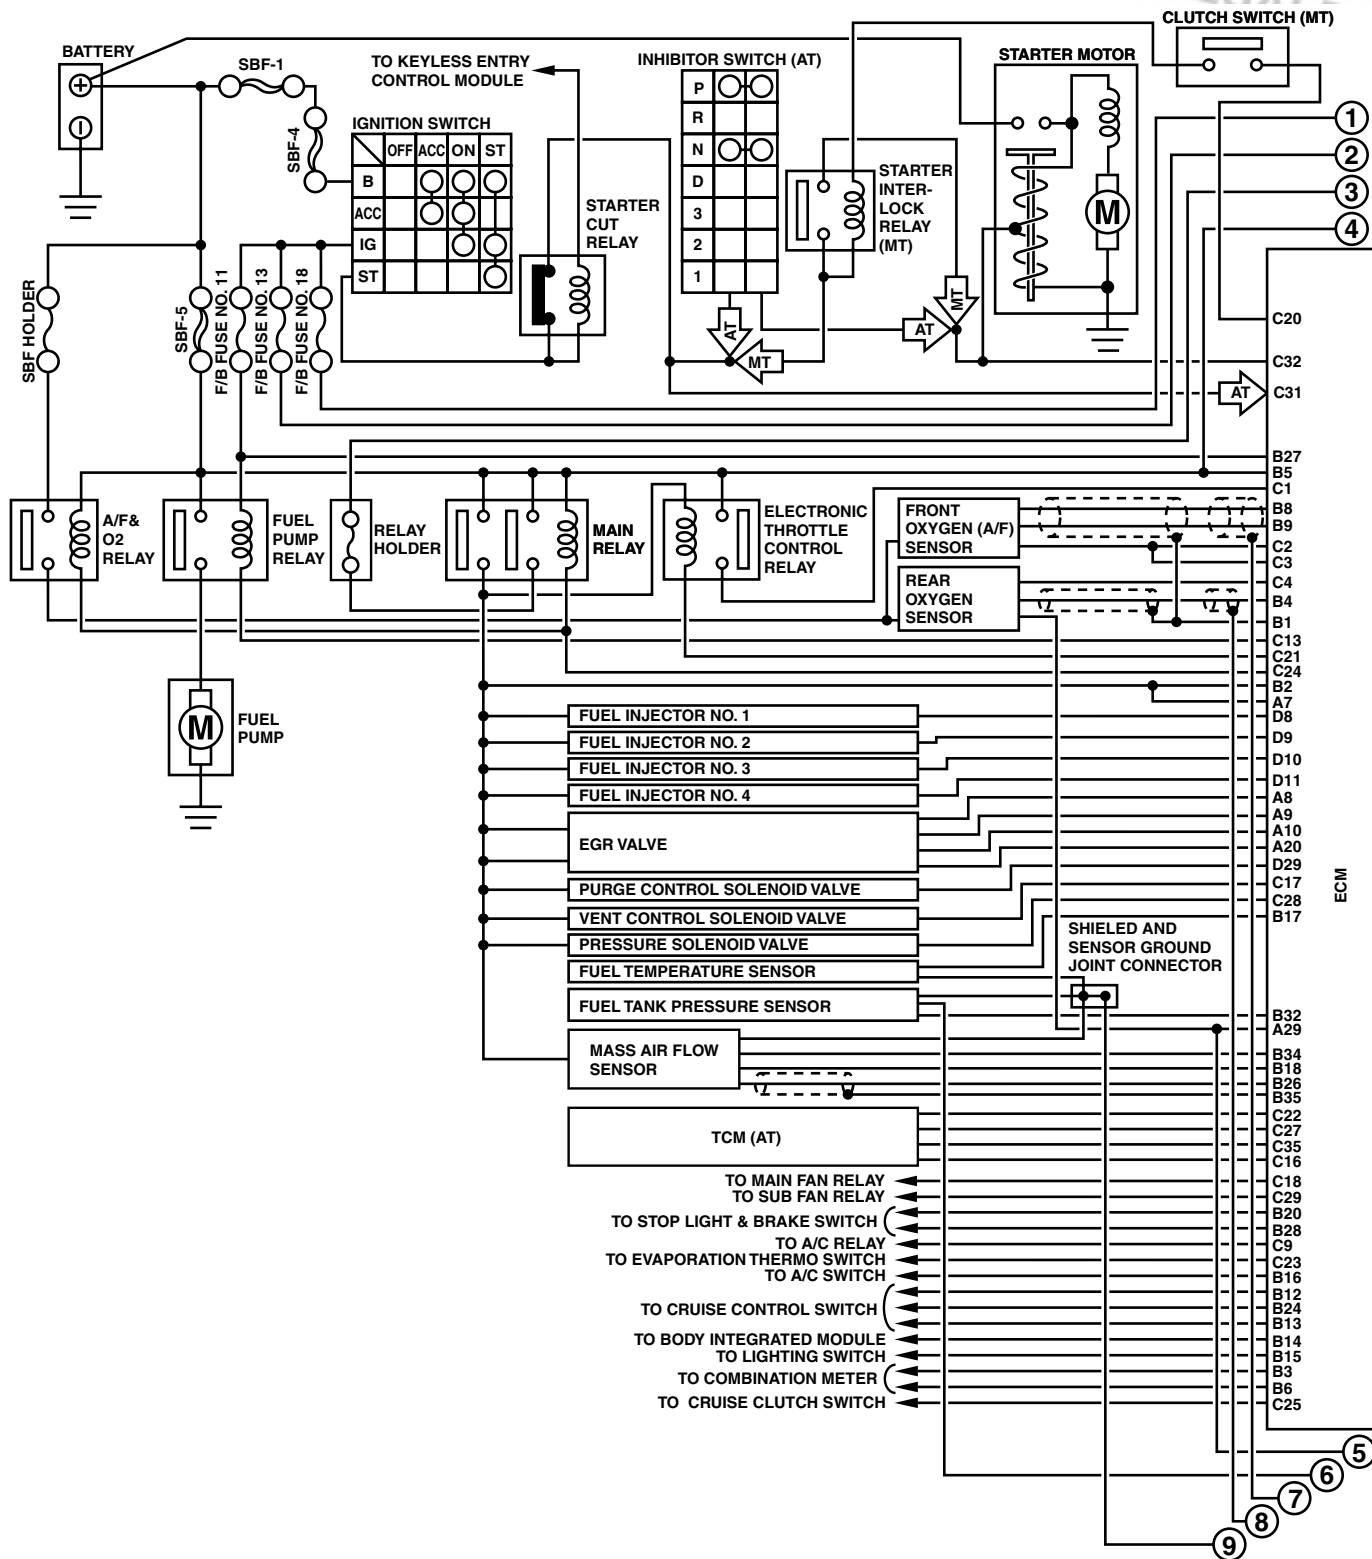 CLUTCH SWITCH (MT)
BATTERY
SBF-1
TO KEYLESS ENTRY
CONTROL MODULE
INHIBITOR SWITCH (AT)
STARTER MOTOR
P
R
N
D
3
2
1
SBF-4
IGNITION SWITCH
OFF ACC ON ST
B
ACC
IG
ST
STARTER
CUT
RELAY
STARTER
INTER-
LOCK
RELAY
(MT)
M
1
2
3
4
SBF HOLDER
SBF-5
F/B FUSE NO. 11
F/B FUSE NO. 13
F/B FUSE NO. 18
AT
MT
AT
MT
AT
C20
C32
C31
B27
B5
C1
B8
B9
C2
C3
C4
B4
B1
C13
C21
C24
B2
A7
D8
D9
D10
D11
A8
A9
A10
A20
D29
C17
C28
B17
B32
A29
B34
B18
B26
B35
C22
C27
C35
C16
C18
C29
B20
B28
C9
C23
B16
B12
B24
B13
B14
B15
B3
B6
C25
ECM
A/F&
O2
RELAY
FUEL
PUMP
RELAY
RELAY
HOLDER
MAIN
RELAY
ELECTRONIC
THROTTLE
CONTROL
RELAY
FRONT
OXYGEN (A/F)
SENSOR
REAR
OXYGEN
SENSOR
M
FUEL
PUMP
FUEL INJECTOR NO. 1
FUEL INJECTOR NO. 2
FUEL INJECTOR NO. 3
FUEL INJECTOR NO. 4
EGR VALVE
PURGE CONTROL SOLENOID VALVE
VENT CONTROL SOLENOID VALVE
PRESSURE SOLENOID VALVE
FUEL TEMPERATURE SENSOR
FUEL TANK PRESSURE SENSOR
SHIELED AND
SENSOR GROUND
JOINT CONNECTOR
MASS AIR FLOW
SENSOR
TCM (AT)
TO MAIN FAN RELAY
TO SUB FAN RELAY
TO STOP LIGHT & BRAKE SWITCH
TO A/C RELAY
TO EVAPORATION THERMO SWITCH
TO A/C SWITCH
TO CRUISE CONTROL SWITCH
TO BODY INTEGRATED MODULE
TO LIGHTING SWITCH
TO COMBINATION METER
TO CRUISE CLUTCH SWITCH
5
6
7
8
9